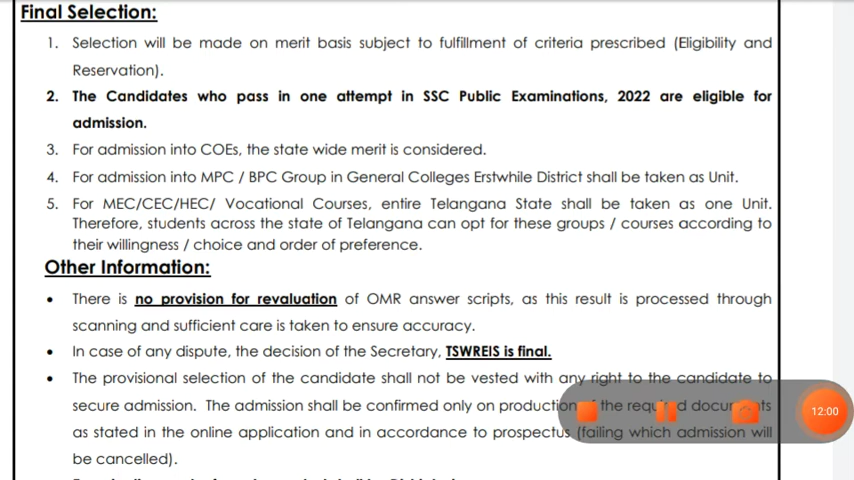 Final Selection:
1. Selection will be made on merit basis subject to fulfillment of criteria prescribed (Eligibility and
Reservation).
2. The Candidates who pass in one attempt in SSC Public Examinations, 2022 are eligible for
admission.
3. For admission into COEs, the state wide merit is considered.
4. For admission into MPC / BPC Group in General Colleges Erstwhile District shall be taken as Unit.
5. For MEC/CEC/HEC/ Vocational Courses, entire Telangana State shall be taken as one Unit.
Therefore, students across the state of Telangana can opt for these groups / courses according to
their willingness / choice and order of preference.
Other Information:
• There is no provision for revaluation of OMR answer scripts, as this result is processed through
scanning and sufficient care is taken to ensure accuracy.
• In case of any dispute, the decision of the Secretary, TSWREIS is final.
• The provisional selection of the candidate shall not be vested with any right to the candidate to
secure admission. The admission shall be confirmed only on production of the required documents
as stated in the online application and in accordance to prospectus (failing which admission will
be cancelled).
12:00